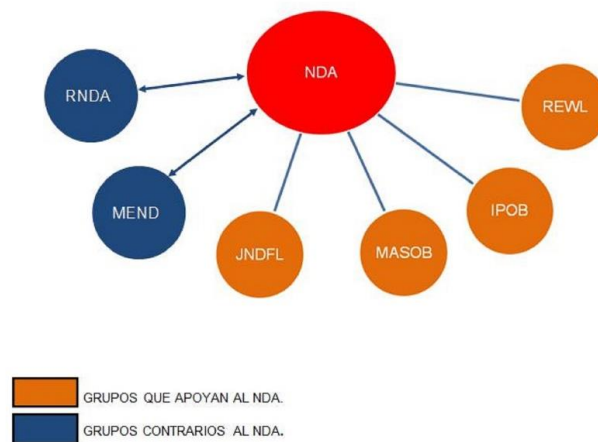 NDA
RNDA
REWL
MEND
IPOB
JNDFL
MASOB
GRUPOS QUE APOYAN AL NDA.
GRUPOS CONTRARIOS AL NDA.